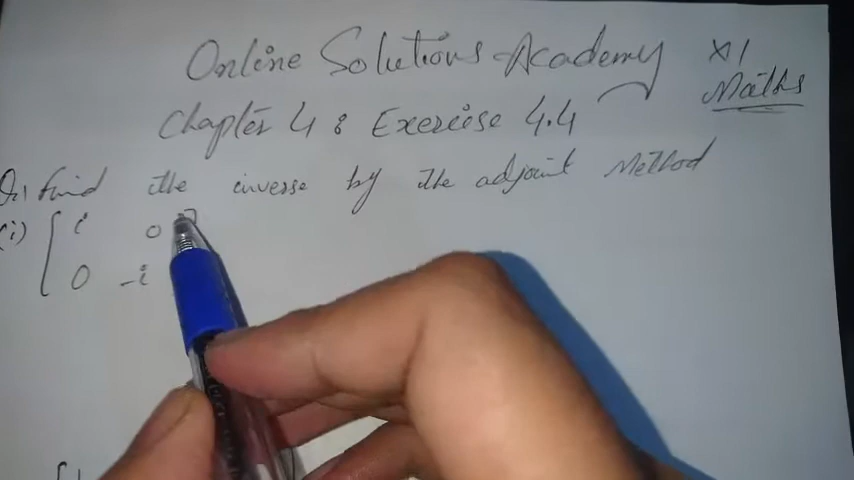 Online Solutions Academy XI
Maths
Chapter 4 : Exercise 4.4
Q.1 Find the inverse by the adjoint Method
(i) [ i 0 ]
0 -i